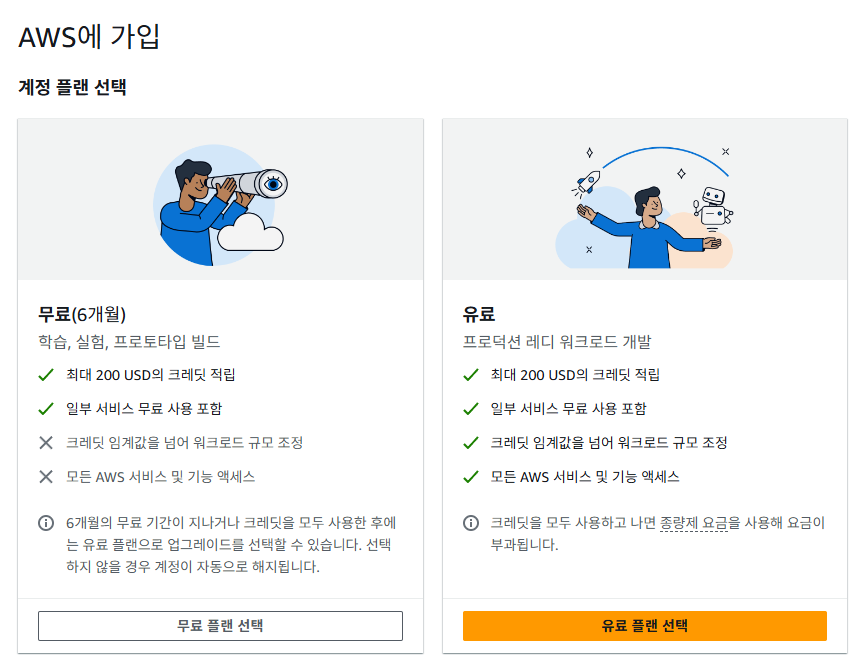 AWS에 가입
계정 플랜 선택
무료(6개월)
학습, 실험, 프로토타입 빌드
최대 200 USD의 크레딧 적립
일부 서비스 무료 사용 포함
크레딧 임계값을 넘어 워크로드 규모 조정
모든 AWS 서비스 및 기능 액세스
6개월의 무료 기간이 지나거나 크레딧을 모두 사용한 후에
는 유료 플랜으로 업그레이드를 선택할 수 있습니다. 선택
하지 않을 경우 계정이 자동으로 해지됩니다.
무료 플랜 선택
유료
프로덕션 레디 워크로드 개발
최대 200 USD의 크레딧 적립
일부 서비스 무료 사용 포함
크레딧 임계값을 넘어 워크로드 규모 조정
모든 AWS 서비스 및 기능 액세스
크레딧을 모두 사용하고 나면 종량제 요금을 사용해 요금이
부과됩니다.
유료 플랜 선택